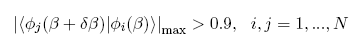 |⟨ϕ_j(β + δβ)|ϕ_i(β)⟩|_max > 0.9, i, j = 1, ..., N